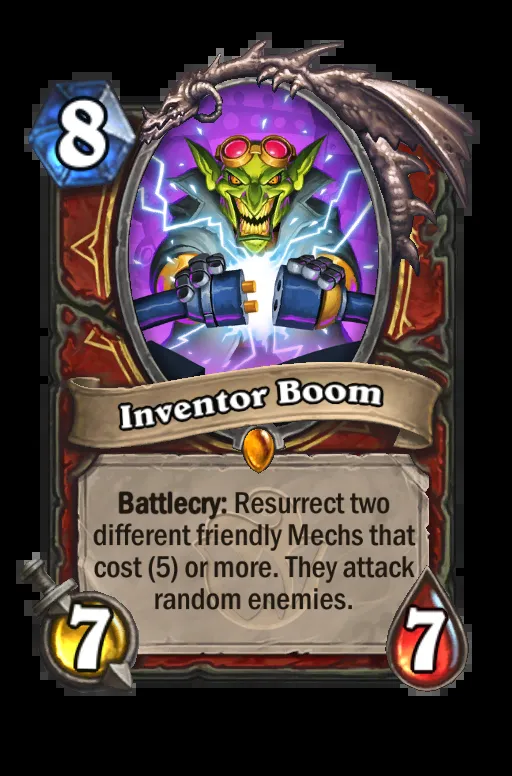 8
Inventor Boom
Battlecry: Resurrect two
different friendly Mechs that
cost (5) or more. They attack
random enemies.
7
7